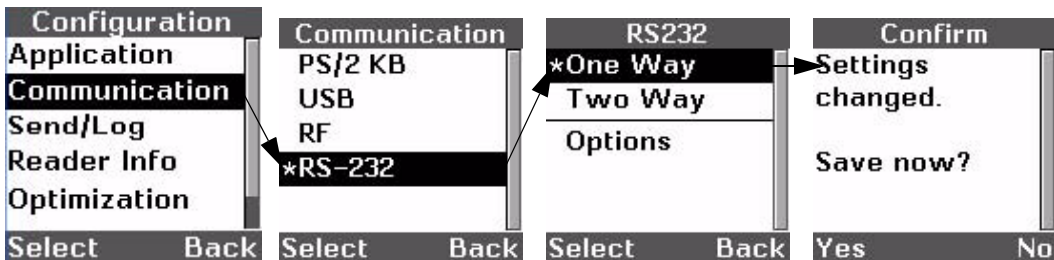 Configuration
Application
Communication
Send/Log
Reader Info
Optimization
Select Back
Communication
PS/2 KB
USB
RF
*RS-232
Select Back
RS232
*One Way
Two Way
Options
Select Back
Confirm
Settings
changed.
Save now?
Yes No